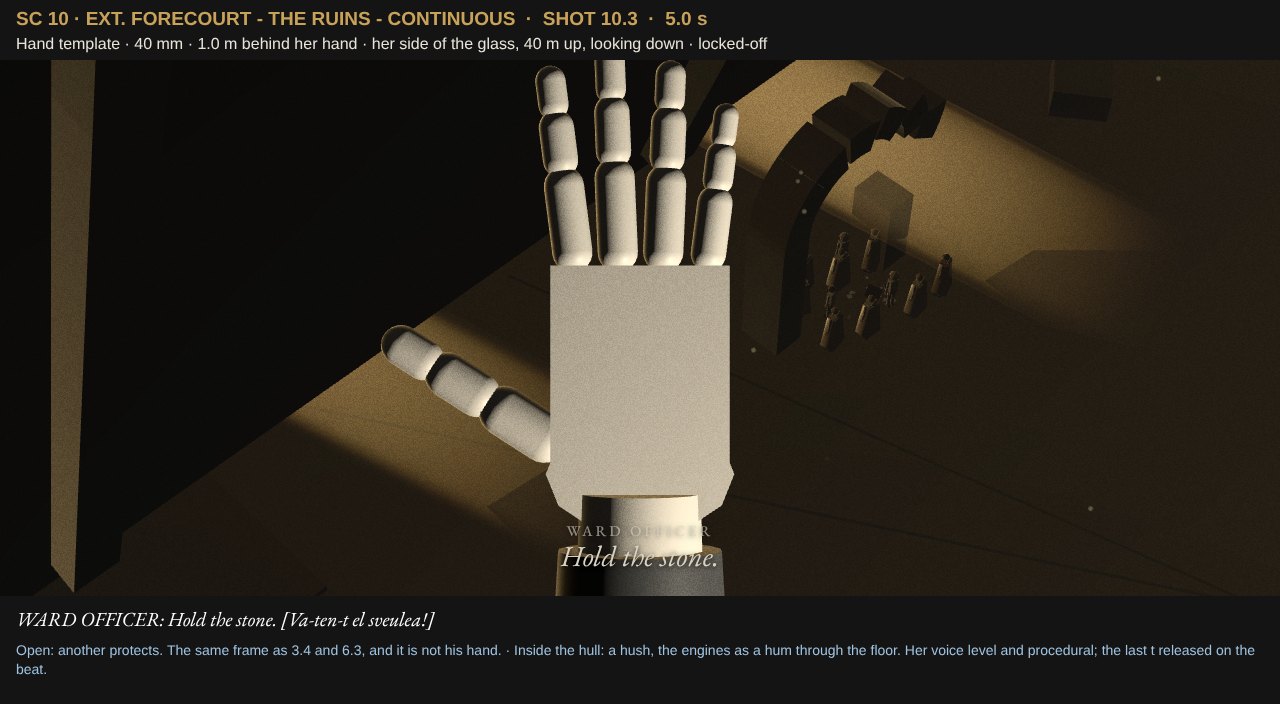 SC 10 · EXT. FORECOURT - THE RUINS - CONTINUOUS · SHOT 10.3 · 5.0 s
Hand template · 40 mm · 1.0 m behind her hand · her side of the glass, 40 m up, looking down · locked-off
WARD OFFICER
Hold the stone.
WARD OFFICER: Hold the stone. [Va-ten-t el sveulea!]
Open: another protects. The same frame as 3.4 and 6.3, and it is not his hand. · Inside the hull: a hush, the engines as a hum through the floor. Her voice level and procedural; the last t released on the
beat.